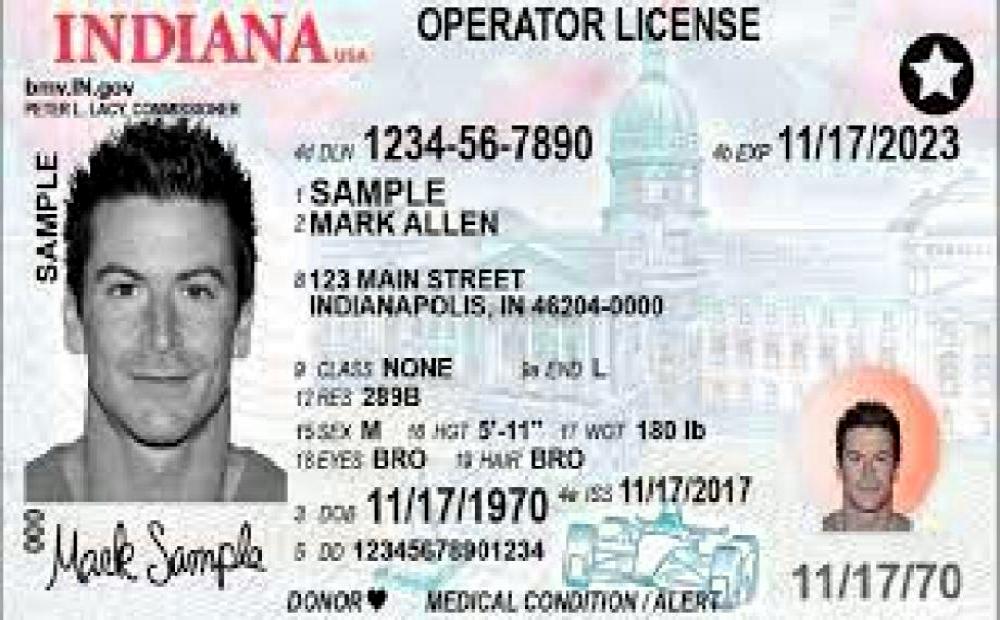 INDIANA USA
OPERATOR LICENSE
bmv.IN.gov
PETER L. LACY, COMMISSIONER
SAMPLE
4d DLN 1234-56-7890
4b EXP 11/17/2023
1 SAMPLE
2 MARK ALLEN
8 123 MAIN STREET
INDIANAPOLIS, IN 46204-0000
9 CLASS NONE 9a END L
12 RES 289B
15 SEX M 16 HGT 5'-11" 17 WGT 180 lb
18 EYES BRO 19 HAIR BRO
3 DOB 11/17/1970 4a ISS 11/17/2017
5 DD 12345678901234
000
Mark Sample
11/17/70
DONOR♥ MEDICAL CONDITION / ALERT